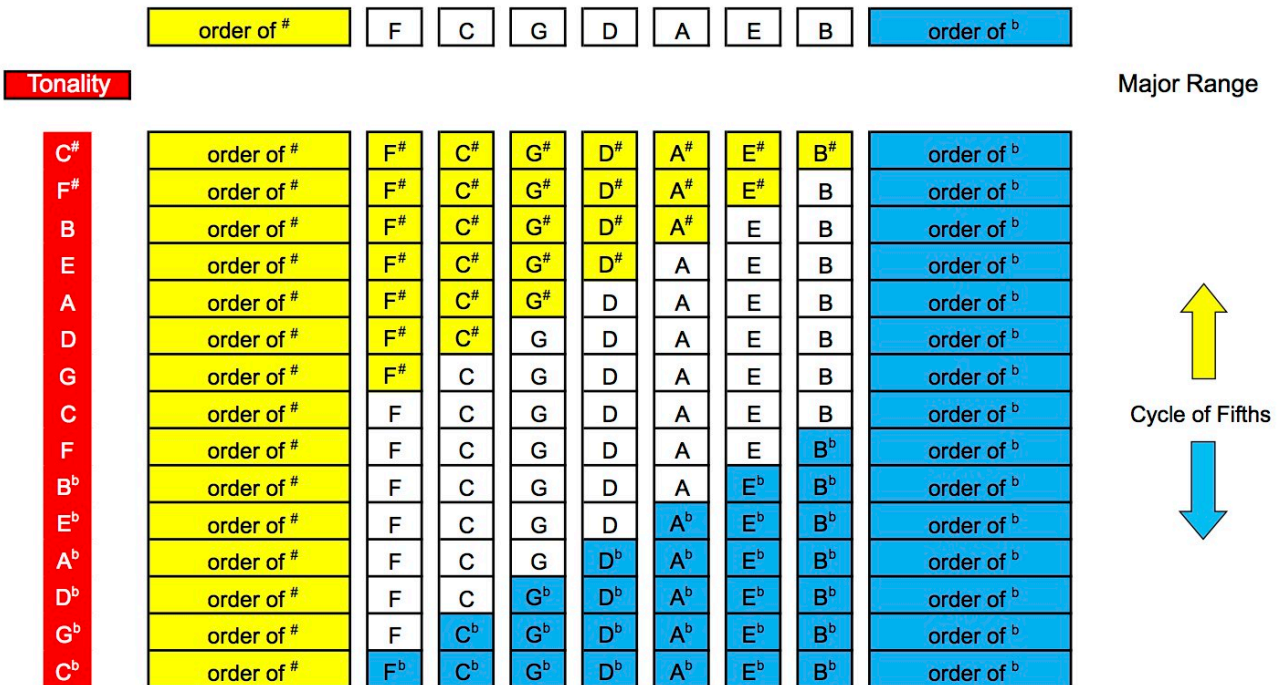 order of # F C G D A E B order of b
Tonality Major Range
C# order of # F# C# G# D# A# E# B# order of b
F# order of # F# C# G# D# A# E# B order of b
B order of # F# C# G# D# A# E B order of b
E order of # F# C# G# D# A E B order of b
A order of # F# C# G# D A E B order of b
D order of # F# C# G D A E B order of b
G order of # F# C G D A E B order of b
C order of # F C G D A E B order of b Cycle of Fifths
F order of # F C G D A E Bb order of b
Bb order of # F C G D A Eb Bb order of b
Eb order of # F C G D Ab Eb Bb order of b
Ab order of # F C G Db Ab Eb Bb order of b
Db order of # F C Gb Db Ab Eb Bb order of b
Gb order of # F Cb Gb Db Ab Eb Bb order of b
Cb order of # Fb Cb Gb Db Ab Eb Bb order of b